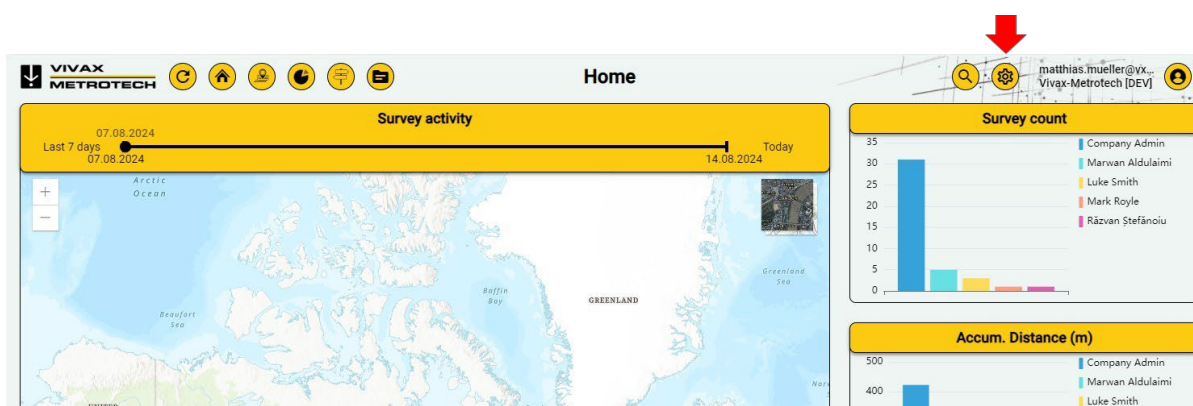 VIVAX
METROTECH
Home
matthias.mueller@vx...
Vivax-Metrotech [DEV]
Survey activity
07.08.2024
Last 7 days
Today
07.08.2024
14.08.2024
+
−
Arctic
Ocean
Beaufort
Sea
Baffin
Bay
GREENLAND
Greenland
Sea
Survey count
35
30
25
20
15
10
5
0
Company Admin
Marwan Aldulaimi
Luke Smith
Mark Royle
Răzvan Ștefănoiu
Accum. Distance (m)
500
400
Company Admin
Marwan Aldulaimi
Luke Smith